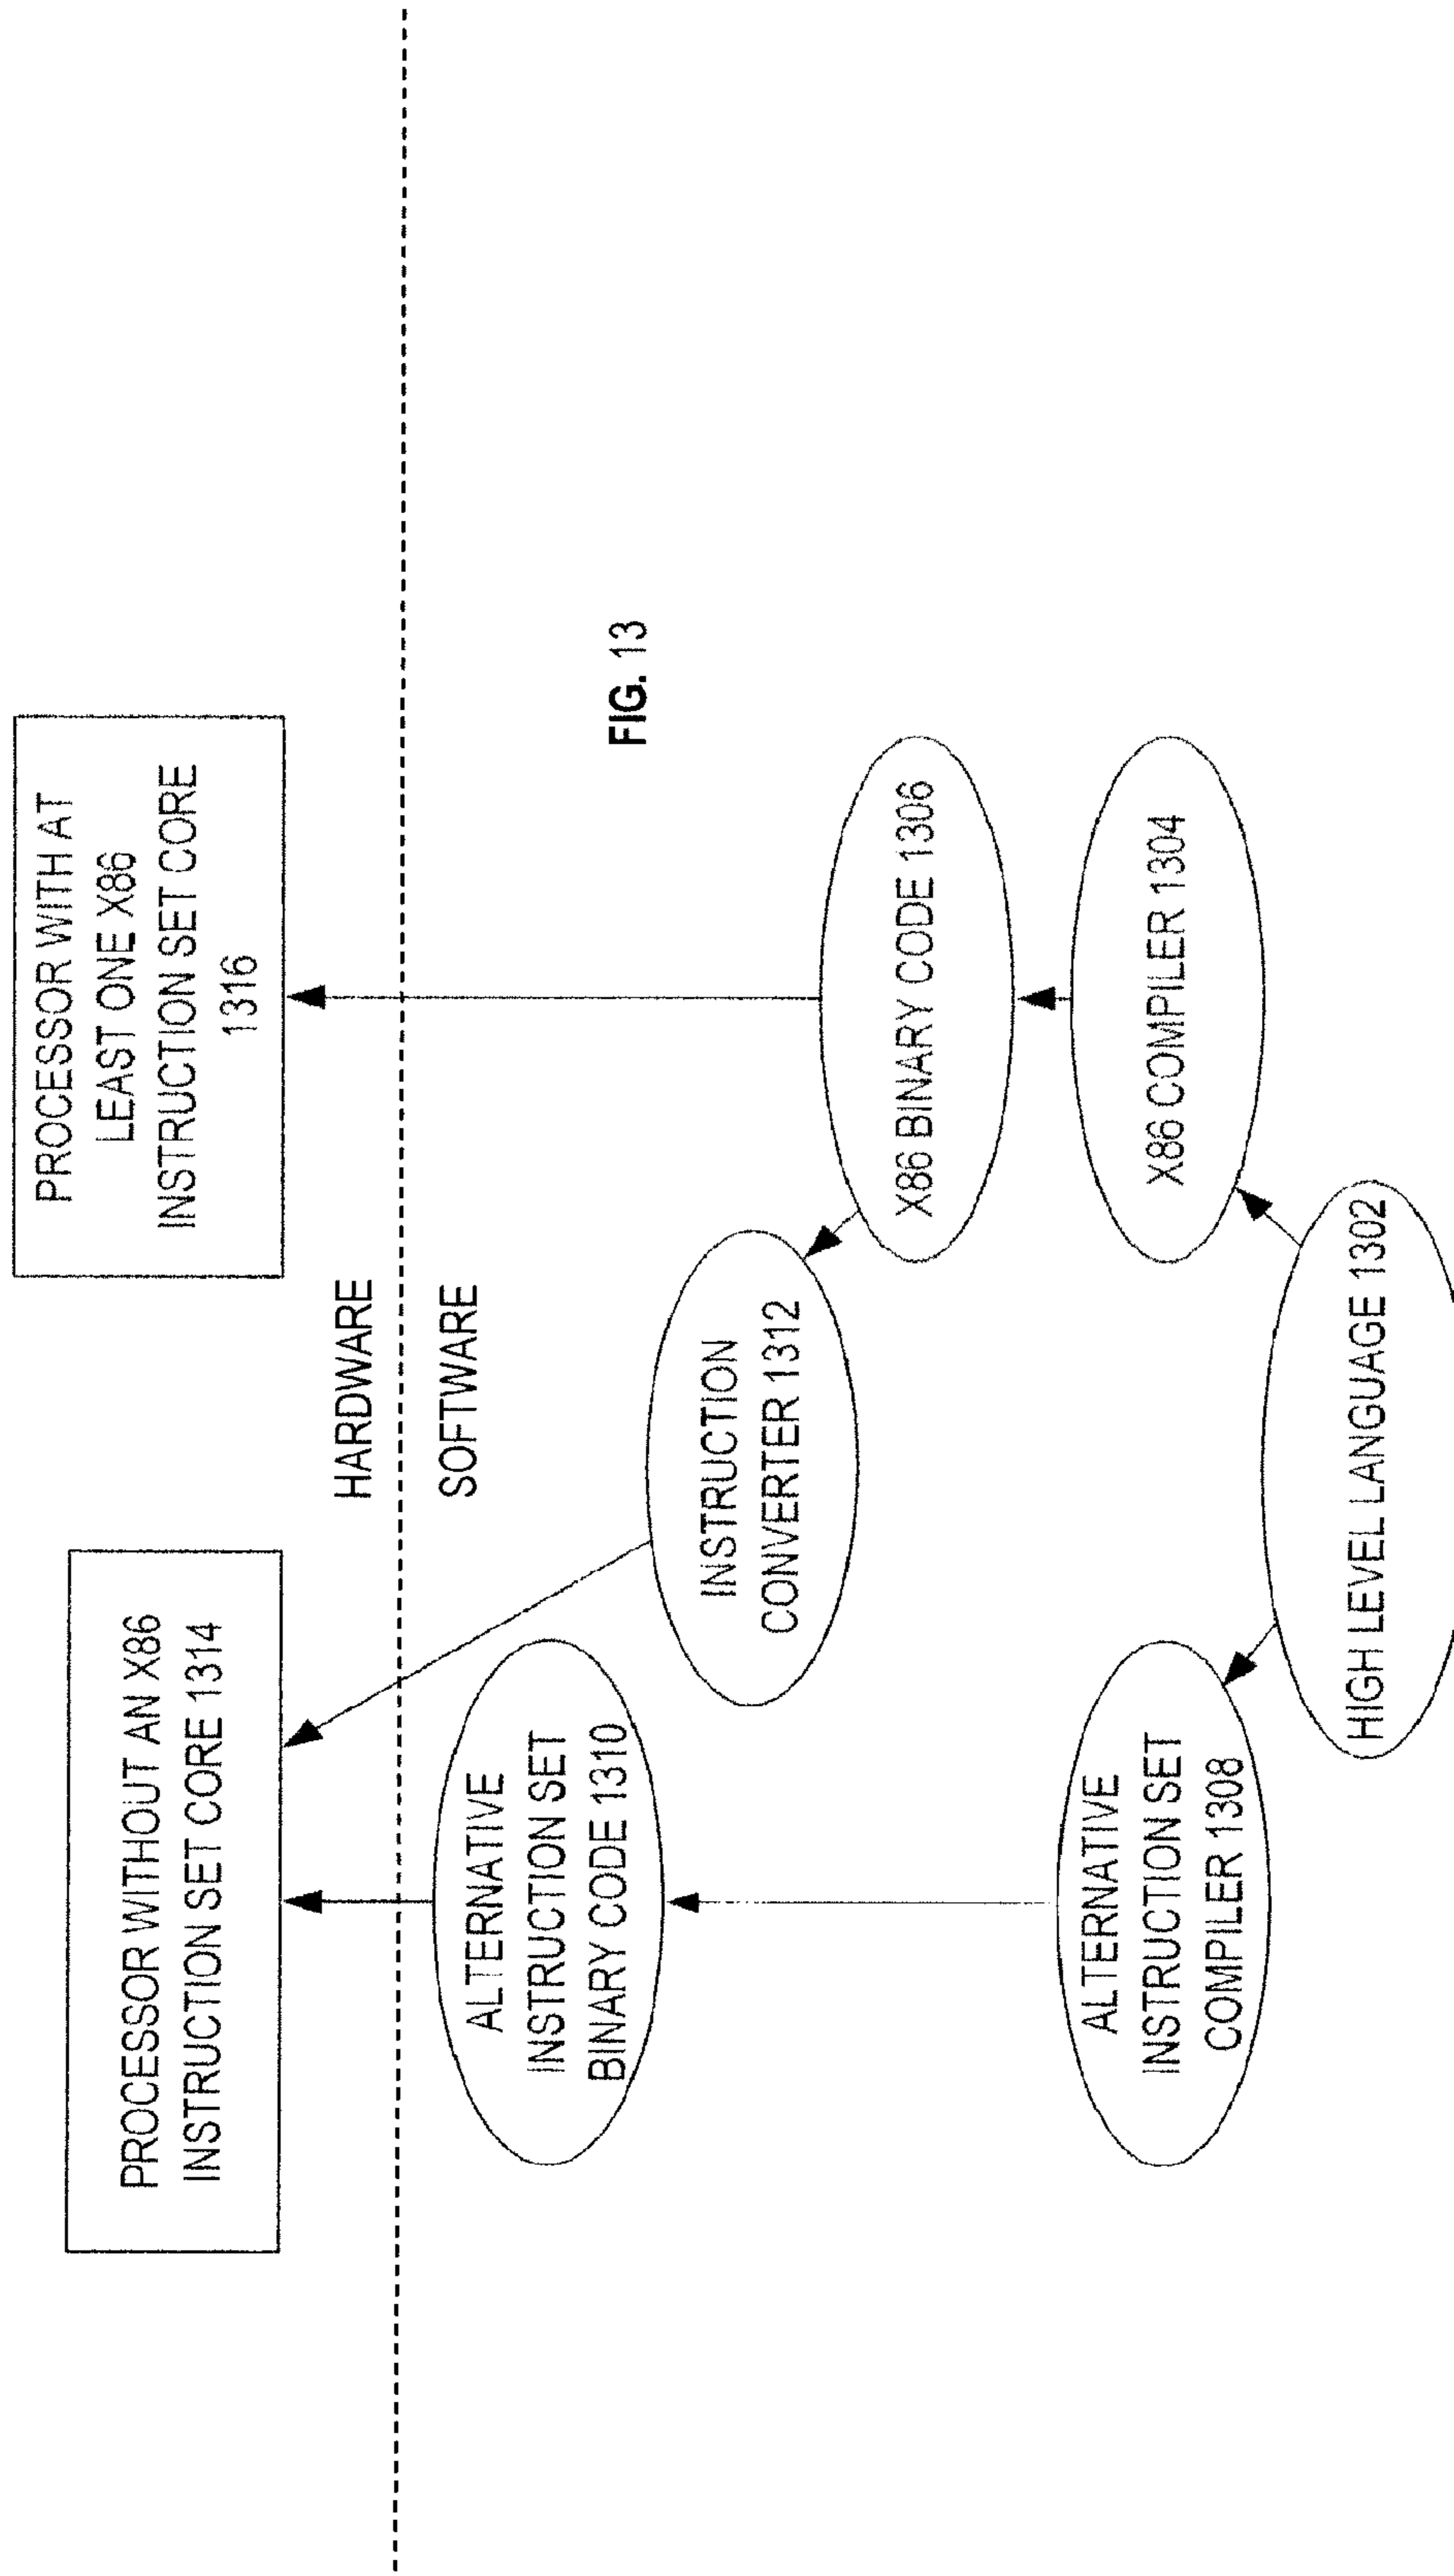 PROCESSOR WITHOUT AN X86
INSTRUCTION SET CORE 1314
PROCESSOR WITH AT
LEAST ONE X86
INSTRUCTION SET CORE
1316
HARDWARE
SOFTWARE
ALTERNATIVE
INSTRUCTION SET
BINARY CODE 1310
INSTRUCTION
CONVERTER 1312
FIG. 13
X86 BINARY CODE 1306
ALTERNATIVE
INSTRUCTION SET
COMPILER 1308
X86 COMPILER 1304
HIGH LEVEL LANGUAGE 1302